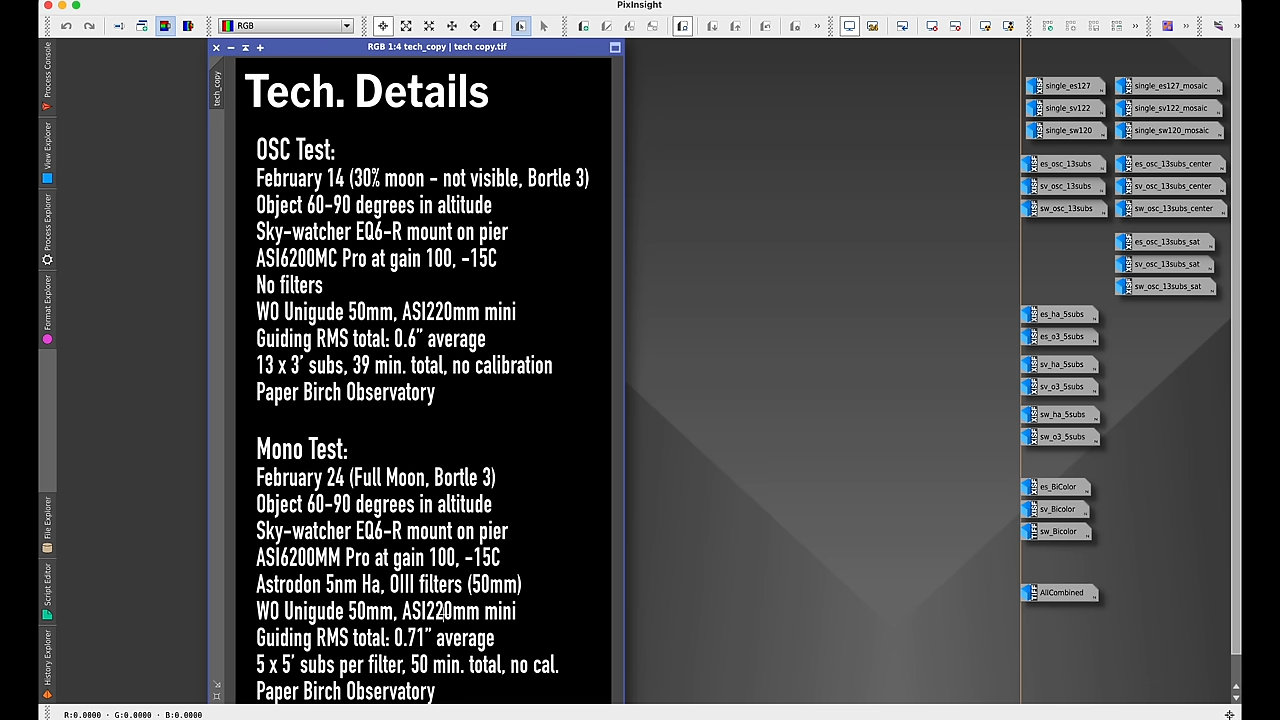 PixInsight
RGB
RGB 1:4 tech_copy | tech copy.tif
tech_copy
Process Console
View Explorer
Process Explorer
Format Explorer
File Explorer
Script Editor
History Explorer
Tech. Details
OSC Test:
February 14 (30% moon - not visible, Bortle 3)
Object 60-90 degrees in altitude
Sky-watcher EQ6-R mount on pier
ASI6200MC Pro at gain 100, -15C
No filters
WO Unigude 50mm, ASI220mm mini
Guiding RMS total: 0.6” average
13 x 3’ subs, 39 min. total, no calibration
Paper Birch Observatory
Mono Test:
February 24 (Full Moon, Bortle 3)
Object 60-90 degrees in altitude
Sky-watcher EQ6-R mount on pier
ASI6200MM Pro at gain 100, -15C
Astrodon 5nm Ha, OIII filters (50mm)
WO Unigude 50mm, ASI220mm mini
Guiding RMS total: 0.71” average
5 x 5’ subs per filter, 50 min. total, no cal.
Paper Birch Observatory
single_es127
single_es127_mosaic
single_sv122
single_sv122_mosaic
single_sw120
single_sw120_mosaic
es_osc_13subs
es_osc_13subs_center
sv_osc_13subs
sv_osc_13subs_center
sw_osc_13subs
sw_osc_13subs_center
es_osc_13subs_sat
sv_osc_13subs_sat
sw_osc_13subs_sat
es_ha_5subs
es_o3_5subs
sv_ha_5subs
sv_o3_5subs
sw_ha_5subs
sw_o3_5subs
es_BiColor
sv_Bicolor
sw_Bicolor
AllCombined
R:0.0000 · G:0.0000 · B:0.0000